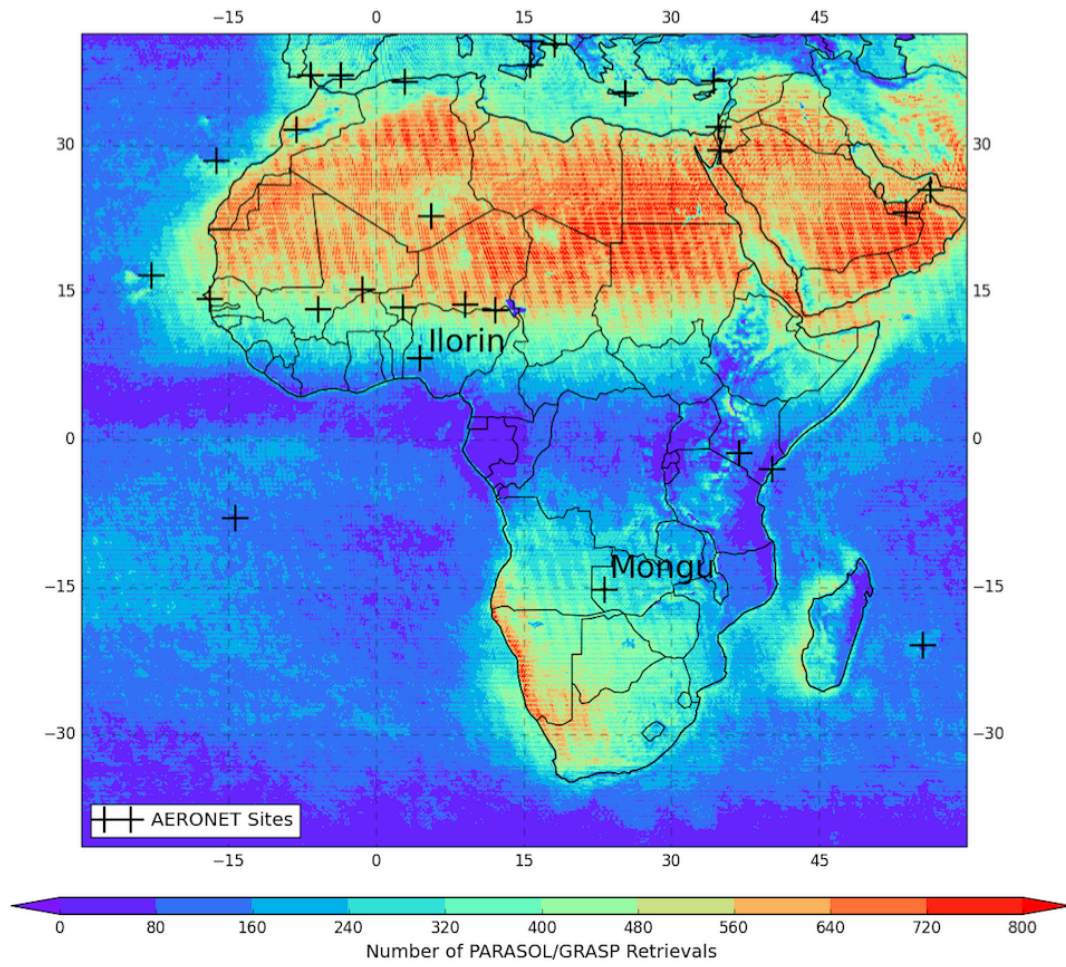 −15 0 15 30 45
30 30
15 15
Ilorin
0 0
Mongu
−15 −15
−30 −30
AERONET Sites
−15 0 15 30 45
0 80 160 240 320 400 480 560 640 720 800
Number of PARASOL/GRASP Retrievals